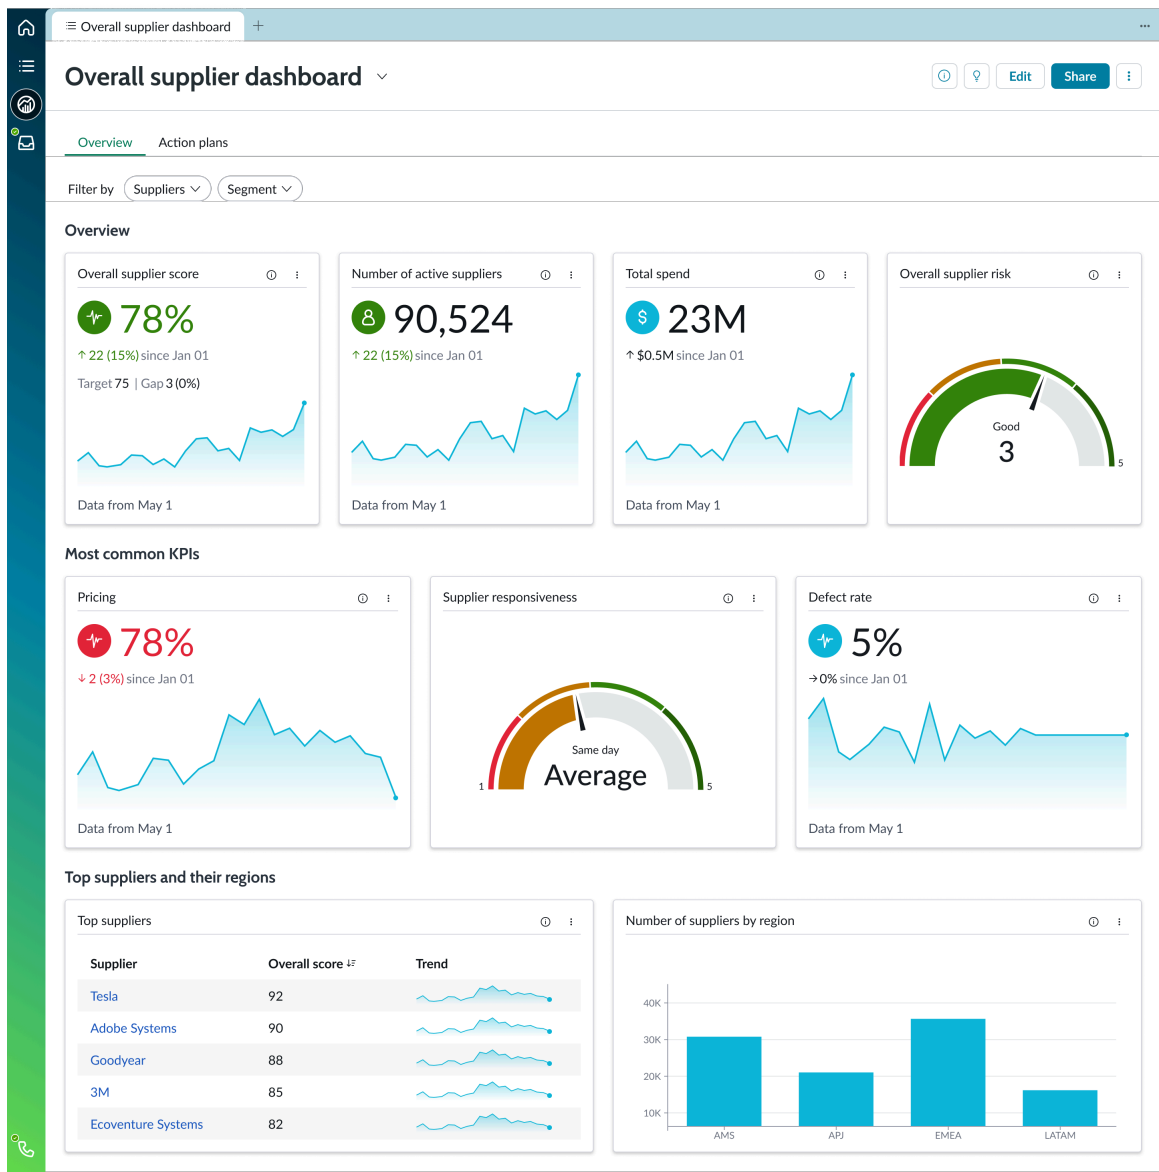 Overall supplier dashboard
Overall supplier dashboard
Edit
Share
Overview
Action plans
Filter by
Suppliers
Segment
Overview
Overall supplier score
78%
↑ 22 (15%) since Jan 01
Target 75 | Gap 3 (0%)
Data from May 1
Number of active suppliers
90,524
↑ 22 (15%) since Jan 01
Data from May 1
Total spend
$
23M
↑ $0.5M since Jan 01
Data from May 1
Overall supplier risk
Good
3
5
Most common KPIs
Pricing
78%
↓ 2 (3%) since Jan 01
Data from May 1
Supplier responsiveness
Same day
Average
1
5
Defect rate
5%
→ 0% since Jan 01
Data from May 1
Top suppliers and their regions
Top suppliers
Supplier Overall score Trend
Tesla 92
Adobe Systems 90
Goodyear 88
3M 85
Ecoventure Systems 82
Number of suppliers by region
40K
30K
20K
10K
AMS APJ EMEA LATAM